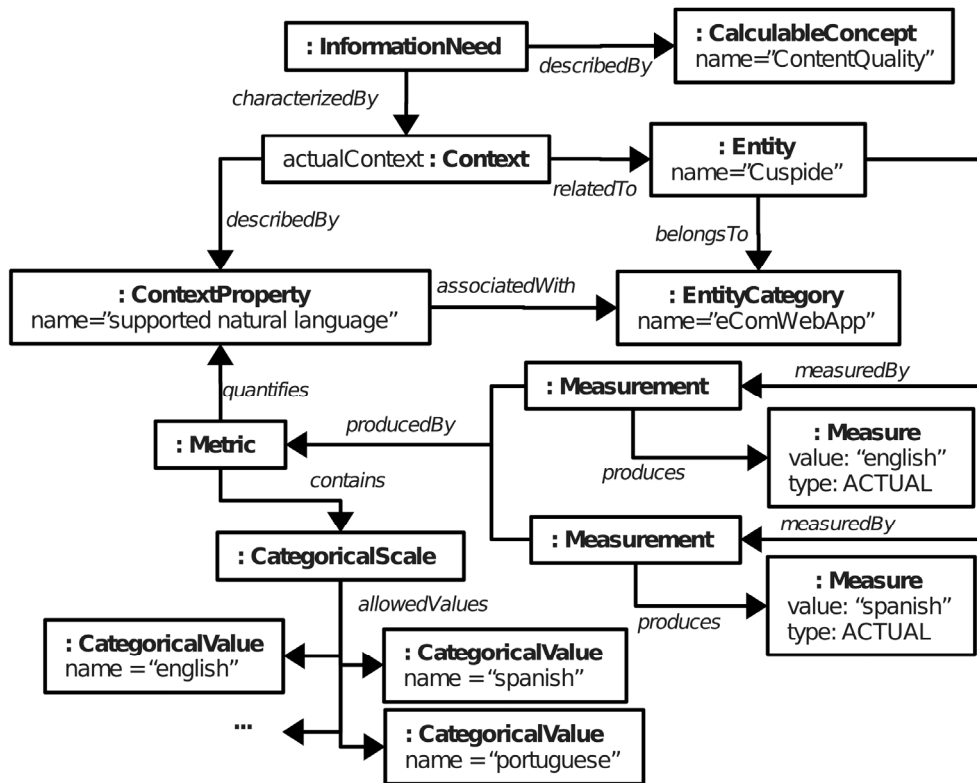 : InformationNeed
describedBy
: CalculableConcept
name=”ContentQuality”
characterizedBy
actualContext : Context
relatedTo
: Entity
name=”Cuspide”
describedBy
belongsTo
: ContextProperty
name=”supported natural language”
associatedWith
: EntityCategory
name=”eComWebApp”
quantifies
: Measurement
measuredBy
: Metric
producedBy
produces
: Measure
value: “english”
type: ACTUAL
contains
: CategoricalScale
: Measurement
measuredBy
produces
: Measure
value: “spanish”
type: ACTUAL
allowedValues
: CategoricalValue
name = “english”
: CategoricalValue
name = “spanish”
...
: CategoricalValue
name = “portuguese”